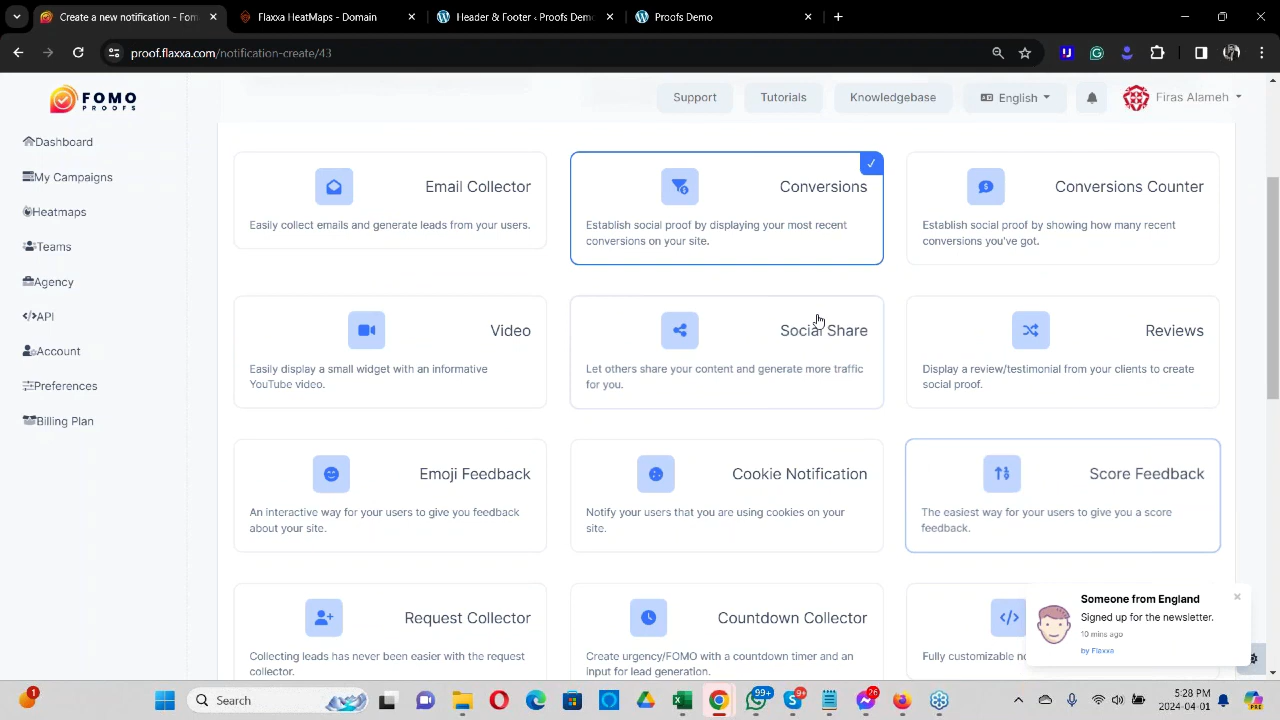 Create a new notification - Fom
Flaxxa HeatMaps - Domain
Header & Footer ‹ Proofs Demo
Proofs Demo
proof.flaxxa.com/notification-create/43
FOMO
PROOFS
Support
Tutorials
Knowledgebase
English
Firas Alameh
Dashboard
My Campaigns
Heatmaps
Teams
Agency
API
Account
Preferences
Billing Plan
Email Collector
Easily collect emails and generate leads from your users.
Conversions
Establish social proof by displaying your most recent
conversions on your site.
Conversions Counter
Establish social proof by showing how many recent
conversions you've got.
Video
Easily display a small widget with an informative
YouTube video.
Social Share
Let others share your content and generate more traffic
for you.
Reviews
Display a review/testimonial from your clients to create
social proof.
Emoji Feedback
An interactive way for your users to give you feedback
about your site.
Cookie Notification
Notify your users that you are using cookies on your
site.
Score Feedback
The easiest way for your users to give you a score
feedback.
Request Collector
Collecting leads has never been easier with the request
collector.
Countdown Collector
Create urgency/FOMO with a countdown timer and an
input for lead generation.
Fully customizable
Someone from England
Signed up for the newsletter.
10 mins ago
by Flaxxa
1
Search
99+
9+
26
5:28 PM
2024-04-01